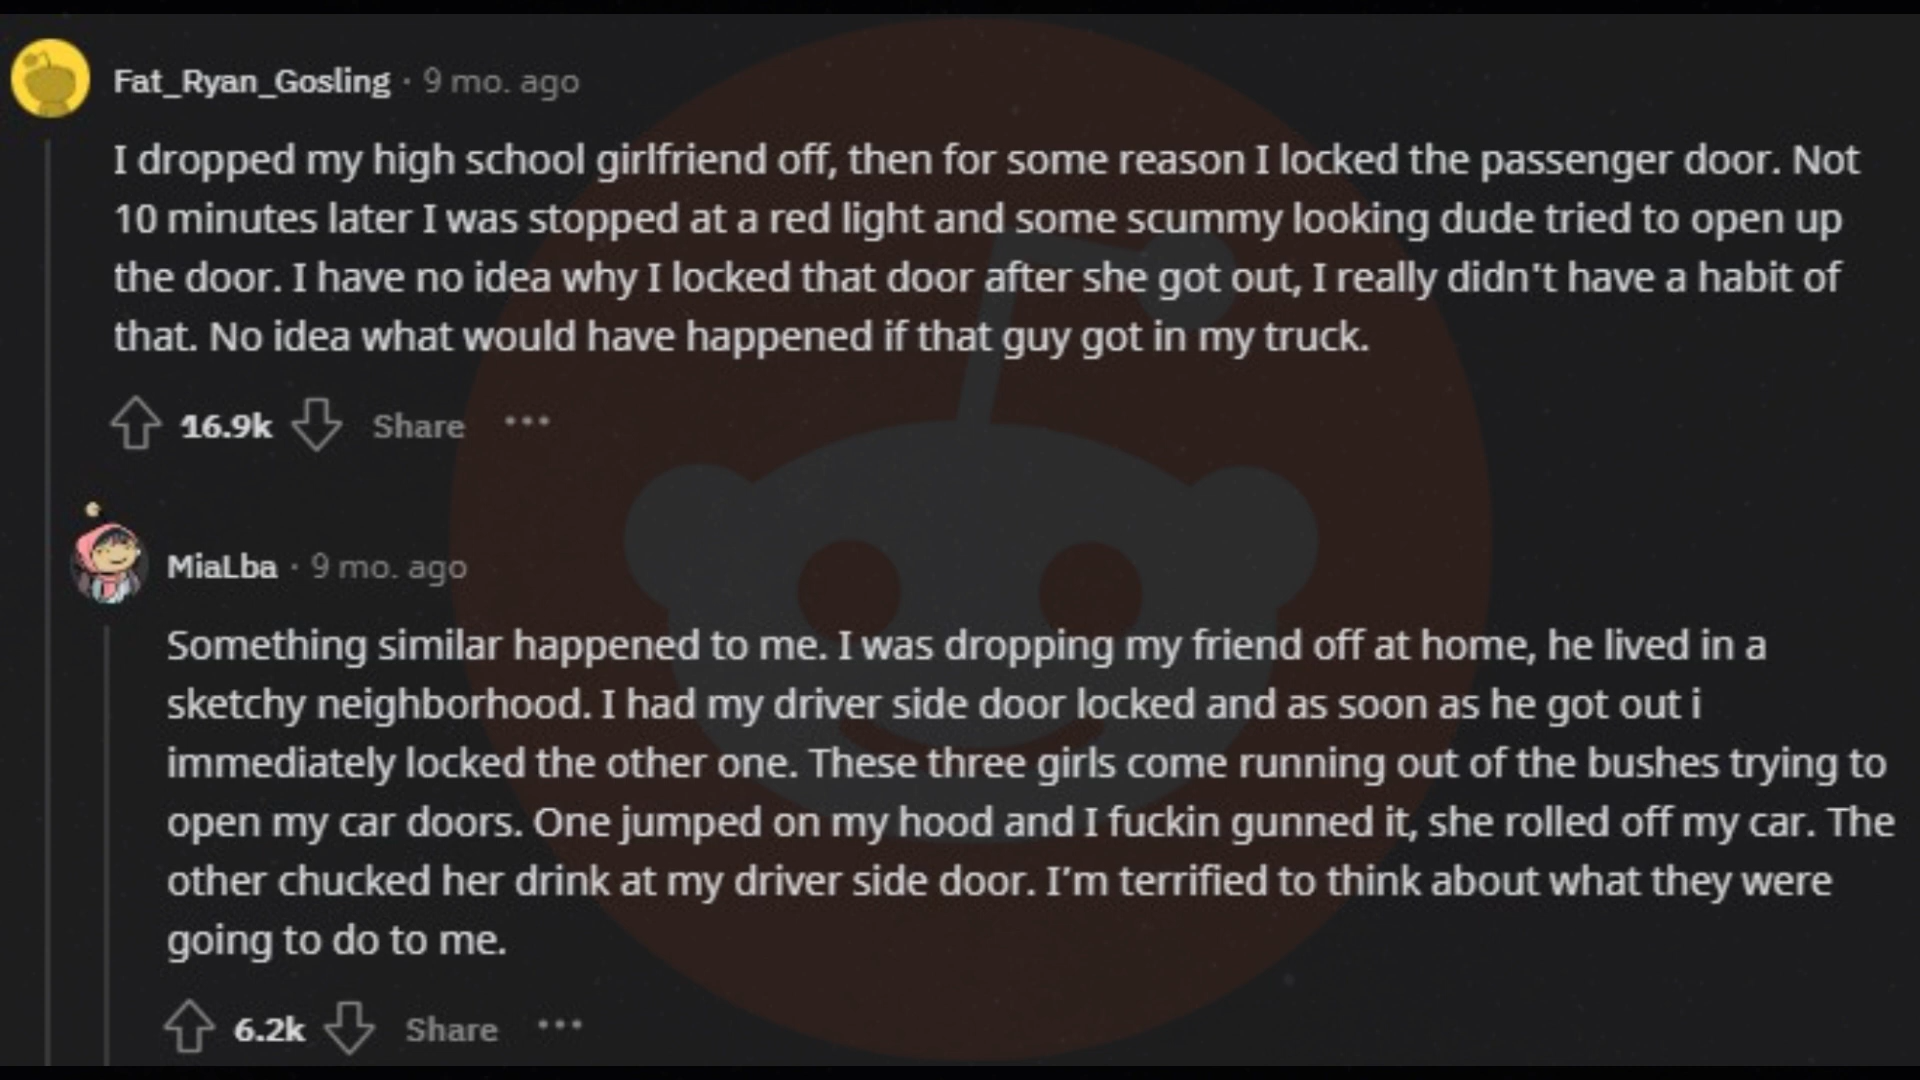 Fat_Ryan_Gosling · 9 mo. ago
I dropped my high school girlfriend off, then for some reason I locked the passenger door. Not
10 minutes later I was stopped at a red light and some scummy looking dude tried to open up
the door. I have no idea why I locked that door after she got out, I really didn't have a habit of
that. No idea what would have happened if that guy got in my truck.
16.9k Share ···
MiaLba · 9 mo. ago
Something similar happened to me. I was dropping my friend off at home, he lived in a
sketchy neighborhood. I had my driver side door locked and as soon as he got out i
immediately locked the other one. These three girls come running out of the bushes trying to
open my car doors. One jumped on my hood and I fuckin gunned it, she rolled off my car. The
other chucked her drink at my driver side door. I’m terrified to think about what they were
going to do to me.
6.2k Share ···